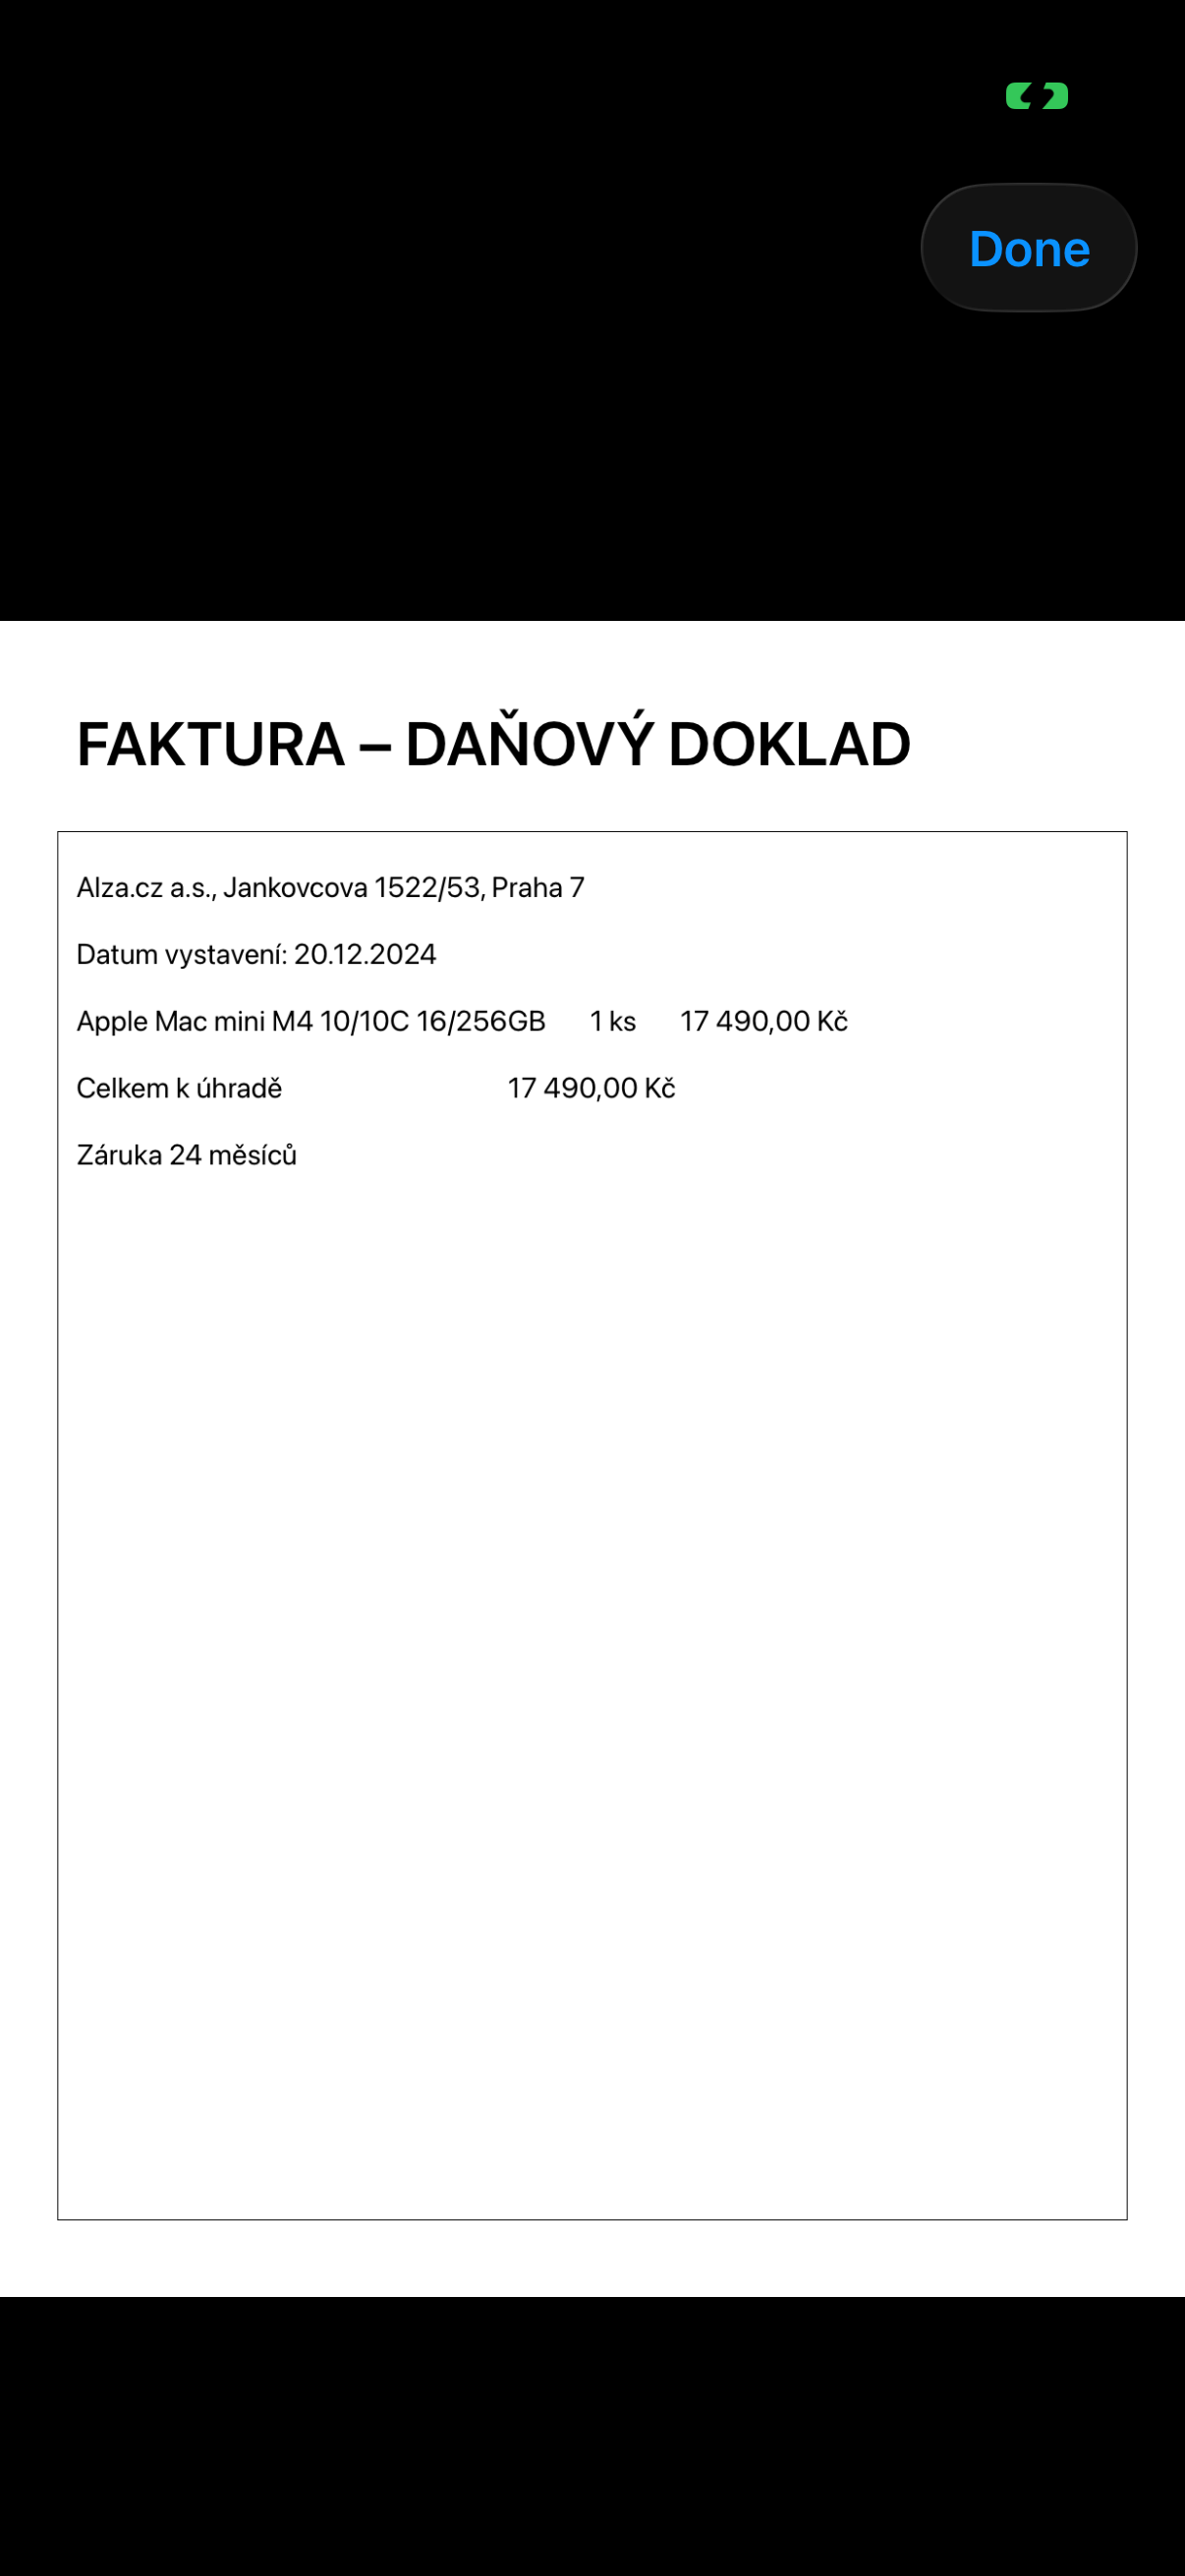 Done
FAKTURA – DAŇOVÝ DOKLAD
Alza.cz a.s., Jankovcova 1522/53, Praha 7
Datum vystavení: 20.12.2024
Apple Mac mini M4 10/10C 16/256GB 1 ks 17 490,00 Kč
Celkem k úhradě 17 490,00 Kč
Záruka 24 měsíců